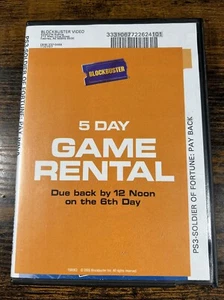 BLOCKBUSTER VIDEO
BLOCKBUSTER
5 DAY
GAME
RENTAL
Due back by 12 Noon
on the 6th Day
PS3-SOLDIER OF FORTUNE: PAY BACK